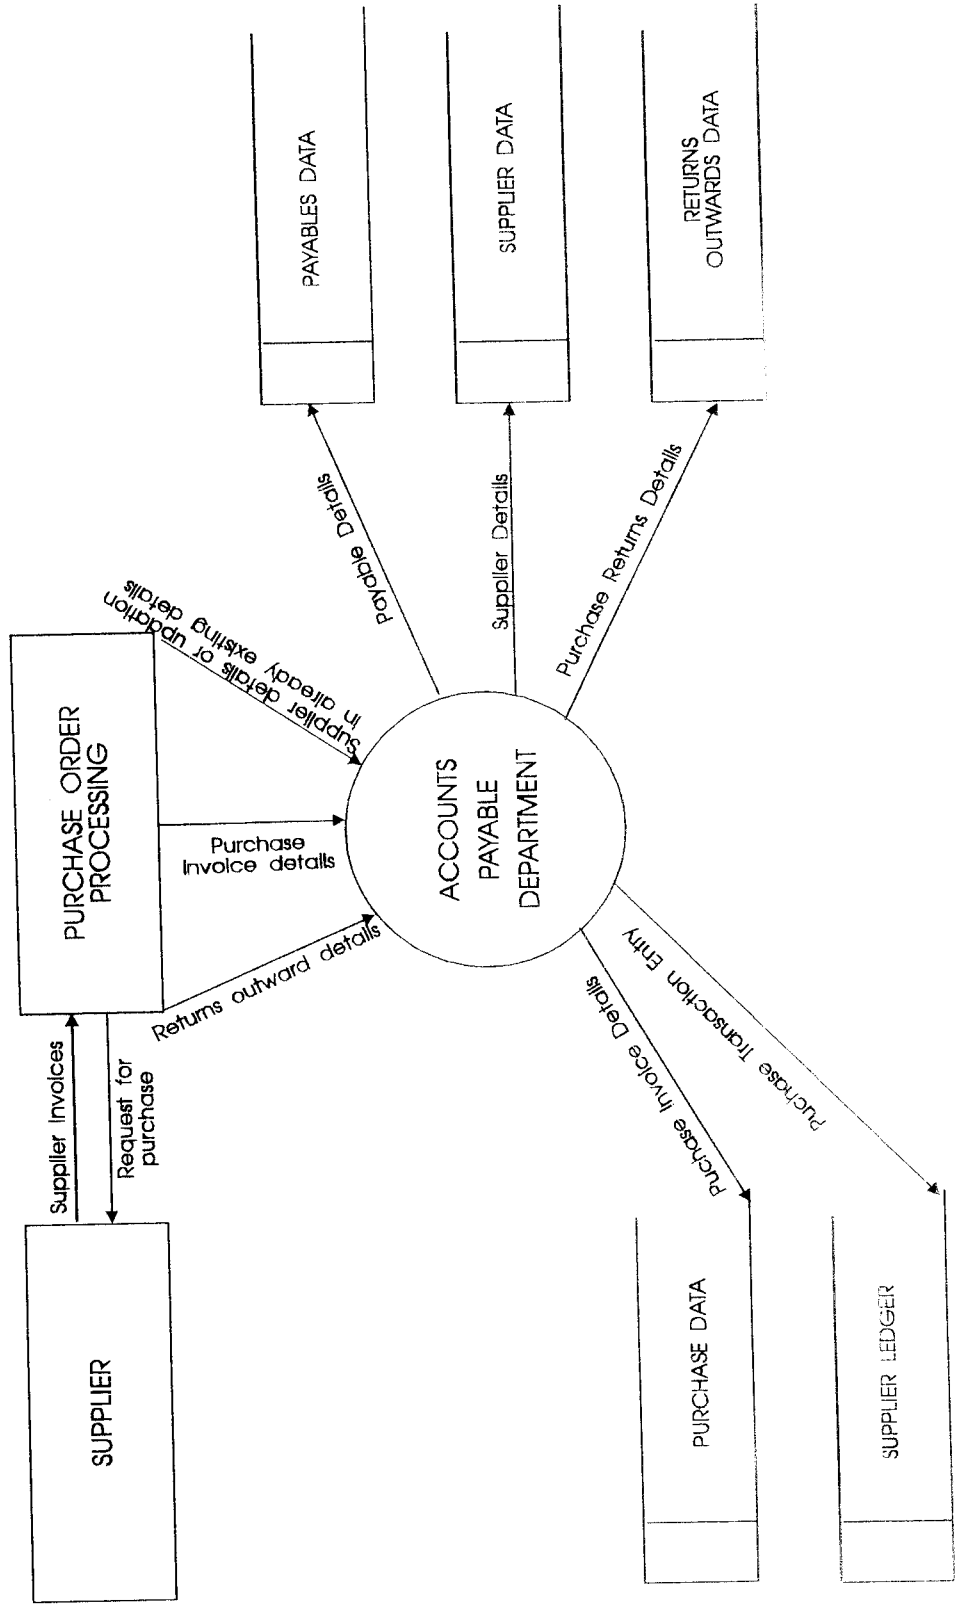 SUPPLIER
Supplier Invoices
Request for
purchase
PURCHASE ORDER
PROCESSING
Returns outward details
Purchase
Invoice details
Supplier details or updation
in already existing details
ACCOUNTS
PAYABLE
DEPARTMENT
Payable Details
PAYABLES DATA
Supplier Details
SUPPLIER DATA
Purchase Returns Details
RETURNS
OUTWARDS DATA
Puchase Invoice Details
PURCHASE DATA
Puchase Transaction Entry
SUPPLIER LEDGER